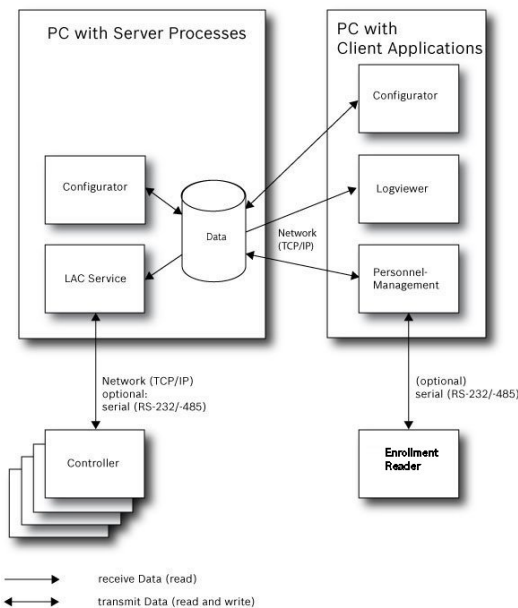 PC with Server Processes
PC with
Client Applications
Configurator
Configurator
Logviewer
Data
Network
(TCP/IP)
LAC Service
Personnel-
Management
Network (TCP/IP)
optional:
serial (RS-232/-485)
(optional)
serial (RS-232/-485)
Controller
Enrollment
Reader
receive Data (read)
transmit Data (read and write)